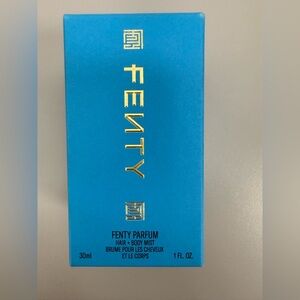 FENTY
FENTY PARFUM
HAIR + BODY MIST
BRUME POUR LES CHEVEUX
ET LE CORPS
30ml 1 FL. OZ.